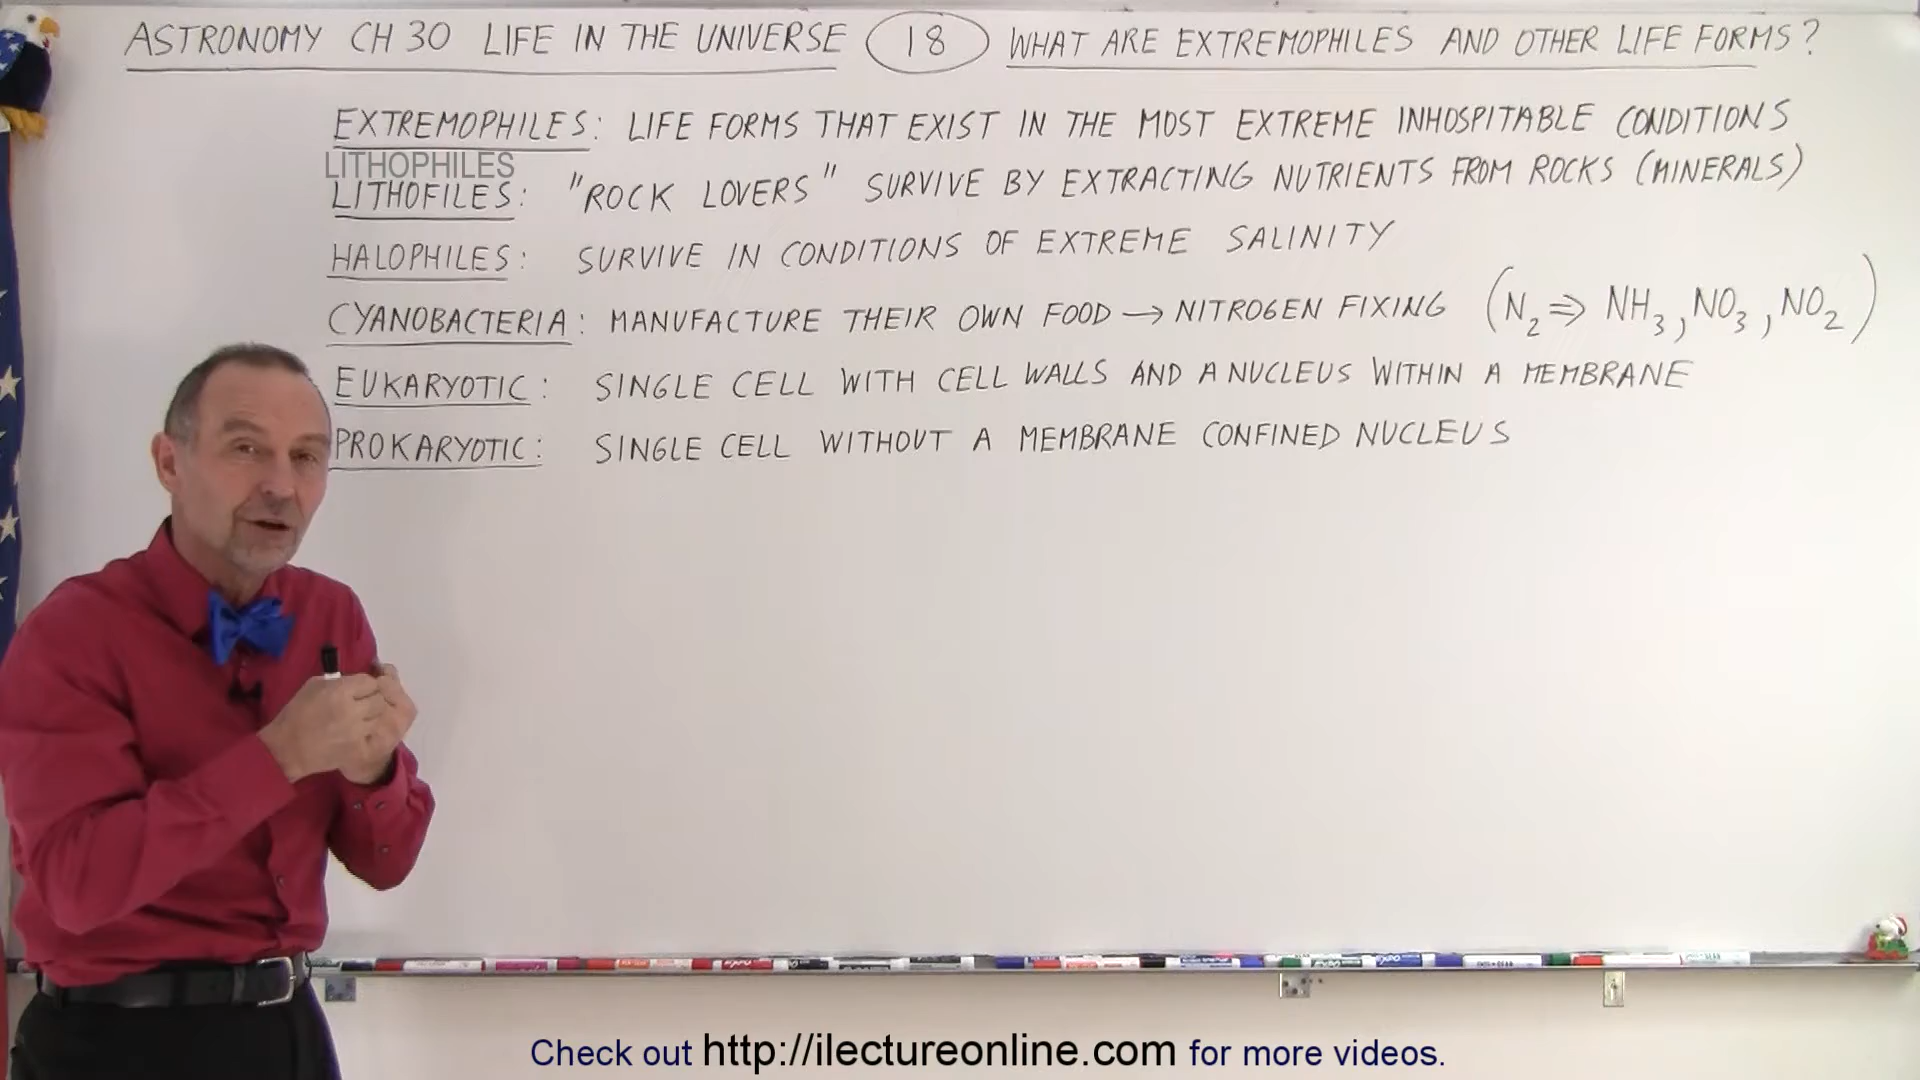 ASTRONOMY CH 30 LIFE IN THE UNIVERSE 18 WHAT ARE EXTREMOPHILES AND OTHER LIFE FORMS?
EXTREMOPHILES: LIFE FORMS THAT EXIST IN THE MOST EXTREME INHOSPITABLE CONDITIONS
LITHOPHILES
LITHOFILES: "ROCK LOVERS" SURVIVE BY EXTRACTING NUTRIENTS FROM ROCKS (MINERALS)
HALOPHILES: SURVIVE IN CONDITIONS OF EXTREME SALINITY
CYANOBACTERIA: MANUFACTURE THEIR OWN FOOD → NITROGEN FIXING (N₂ ⇒ NH₃, NO₃, NO₂)
EUKARYOTIC: SINGLE CELL WITH CELL WALLS AND A NUCLEUS WITHIN A MEMBRANE
PROKARYOTIC: SINGLE CELL WITHOUT A MEMBRANE CONFINED NUCLEUS
Check out http://ilectureonline.com for more videos.